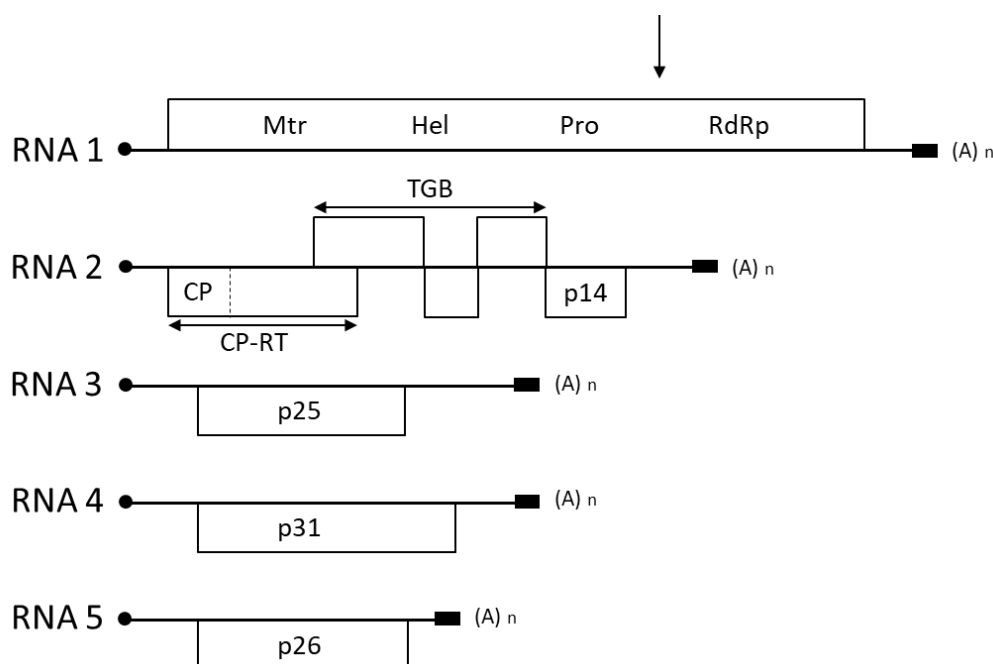 RNA 1 Mtr Hel Pro RdRp (A) n
TGB
RNA 2 (A) n
CP p14
CP-RT
RNA 3 (A) n
p25
RNA 4 (A) n
p31
RNA 5 (A) n
p26